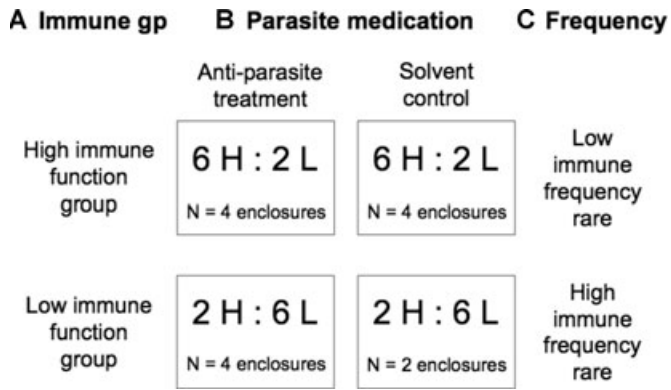 A Immune gp B Parasite medication C Frequency
Anti-parasite
treatment
Solvent
control
High immune
function
group
6 H : 2 L
N = 4 enclosures
6 H : 2 L
N = 4 enclosures
Low
immune
frequency
rare
Low immune
function
group
2 H : 6 L
N = 4 enclosures
2 H : 6 L
N = 2 enclosures
High
immune
frequency
rare